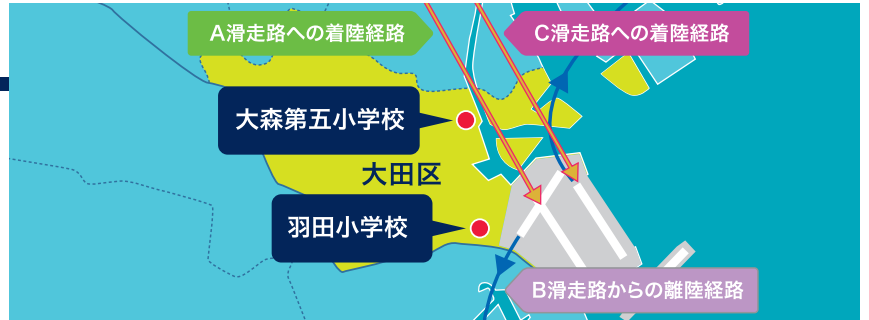 A滑走路への着陸経路
C滑走路への着陸経路
大森第五小学校
大田区
羽田小学校
B滑走路からの離陸経路